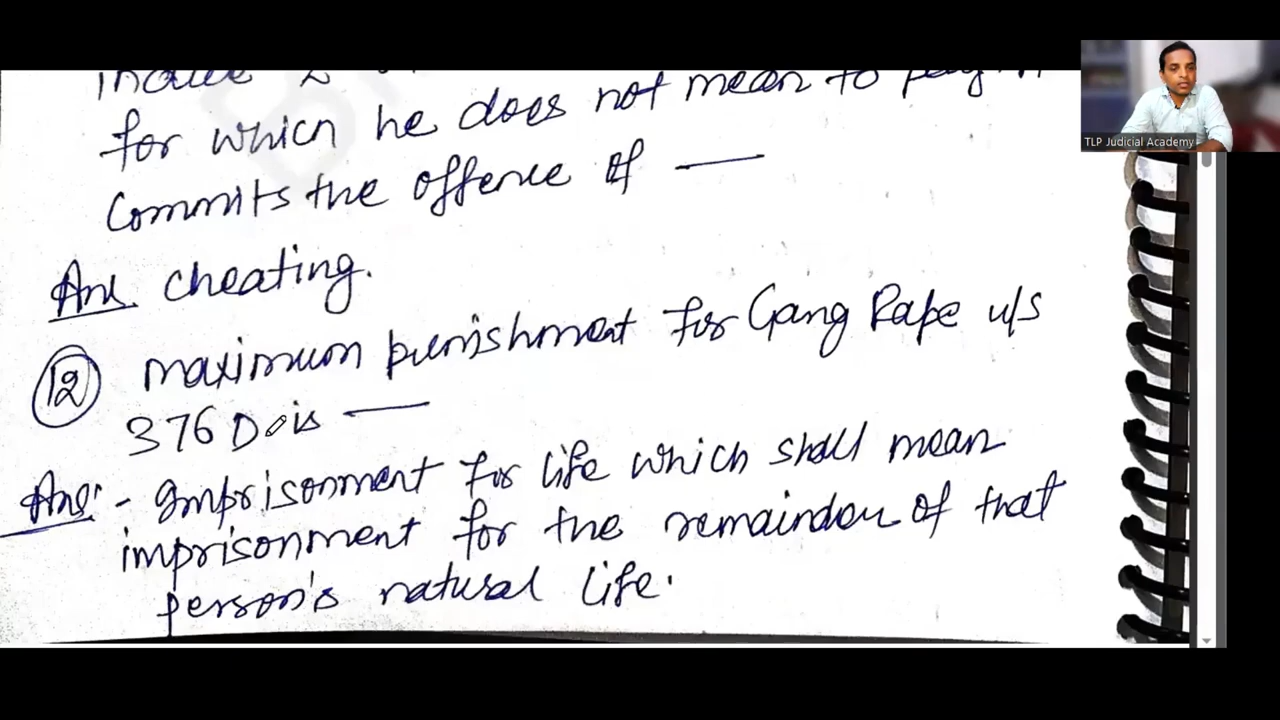 for which he does not mean to
commits the offence of —
Ans cheating.
12 maximum punishment for Gang Rape u/s
376 D is —
Ans:- Imprisonment for life which shall mean
imprisonment for the remainder of that
person's natural life.
TLP Judicial Academy